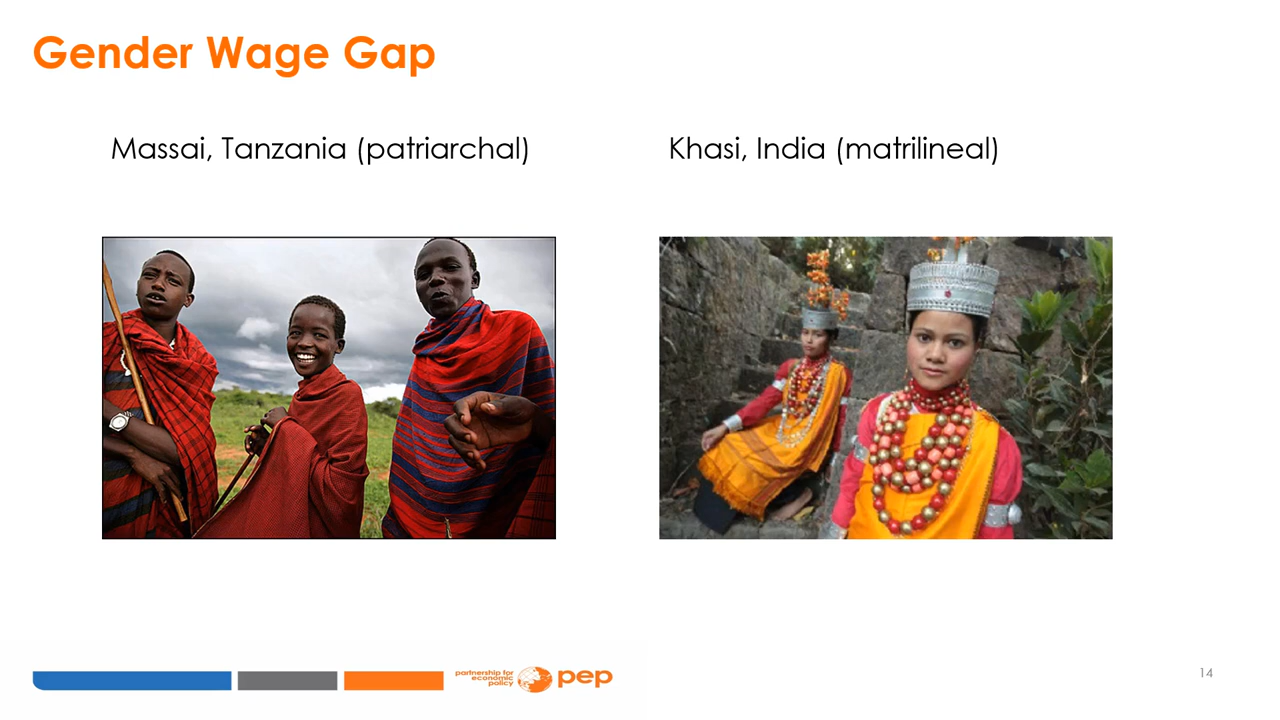 Gender Wage Gap
Massai, Tanzania (patriarchal)
Khasi, India (matrilineal)
partnership for
economic
policy
pep
14